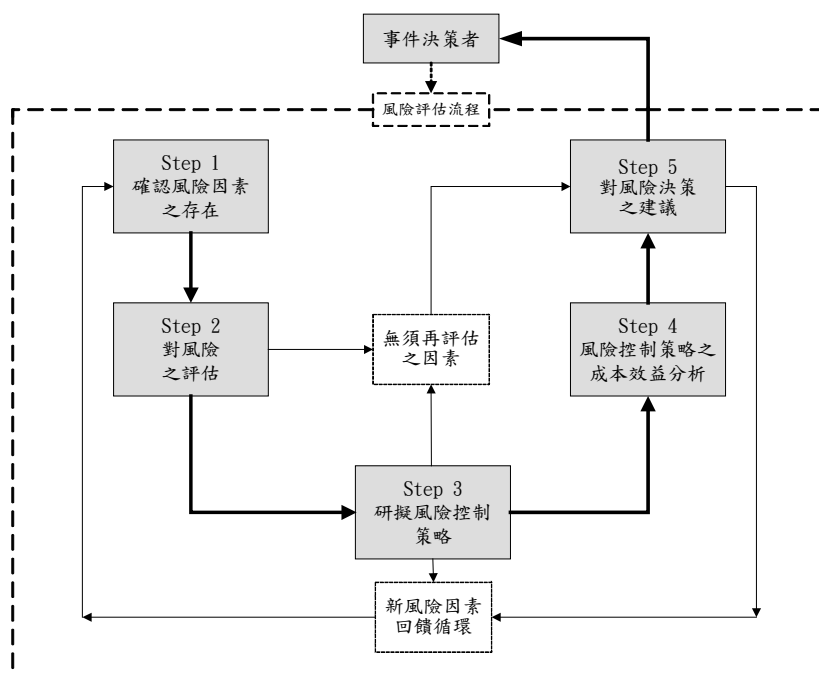 事件決策者
風險評估流程
Step 1
確認風險因素
之存在
Step 5
對風險決策
之建議
Step 2
對風險
之評估
無須再評估
之因素
Step 4
風險控制策略之
成本效益分析
Step 3
研擬風險控制
策略
新風險因素
回饋循環